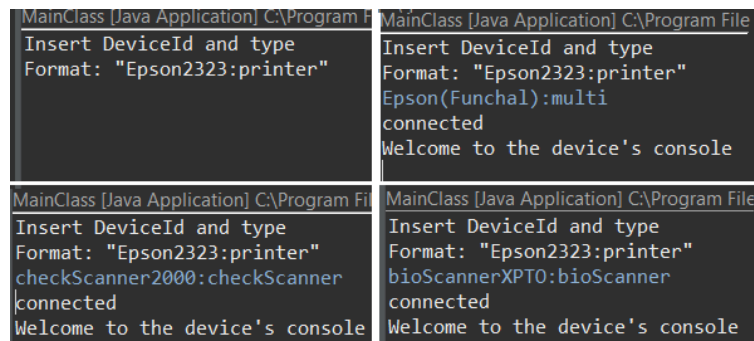 MainClass [Java Application] C:\Program F
Insert DeviceId and type
Format: "Epson2323:printer"
MainClass [Java Application] C:\Program File
Insert DeviceId and type
Format: "Epson2323:printer"
Epson(Funchal):multi
connected
Welcome to the device's console
MainClass [Java Application] C:\Program Fil
Insert DeviceId and type
Format: "Epson2323:printer"
checkScanner2000:checkScanner
connected
Welcome to the device's console
MainClass [Java Application] C:\Program File
Insert DeviceId and type
Format: "Epson2323:printer"
bioScannerXPTO:bioScanner
connected
Welcome to the device's console